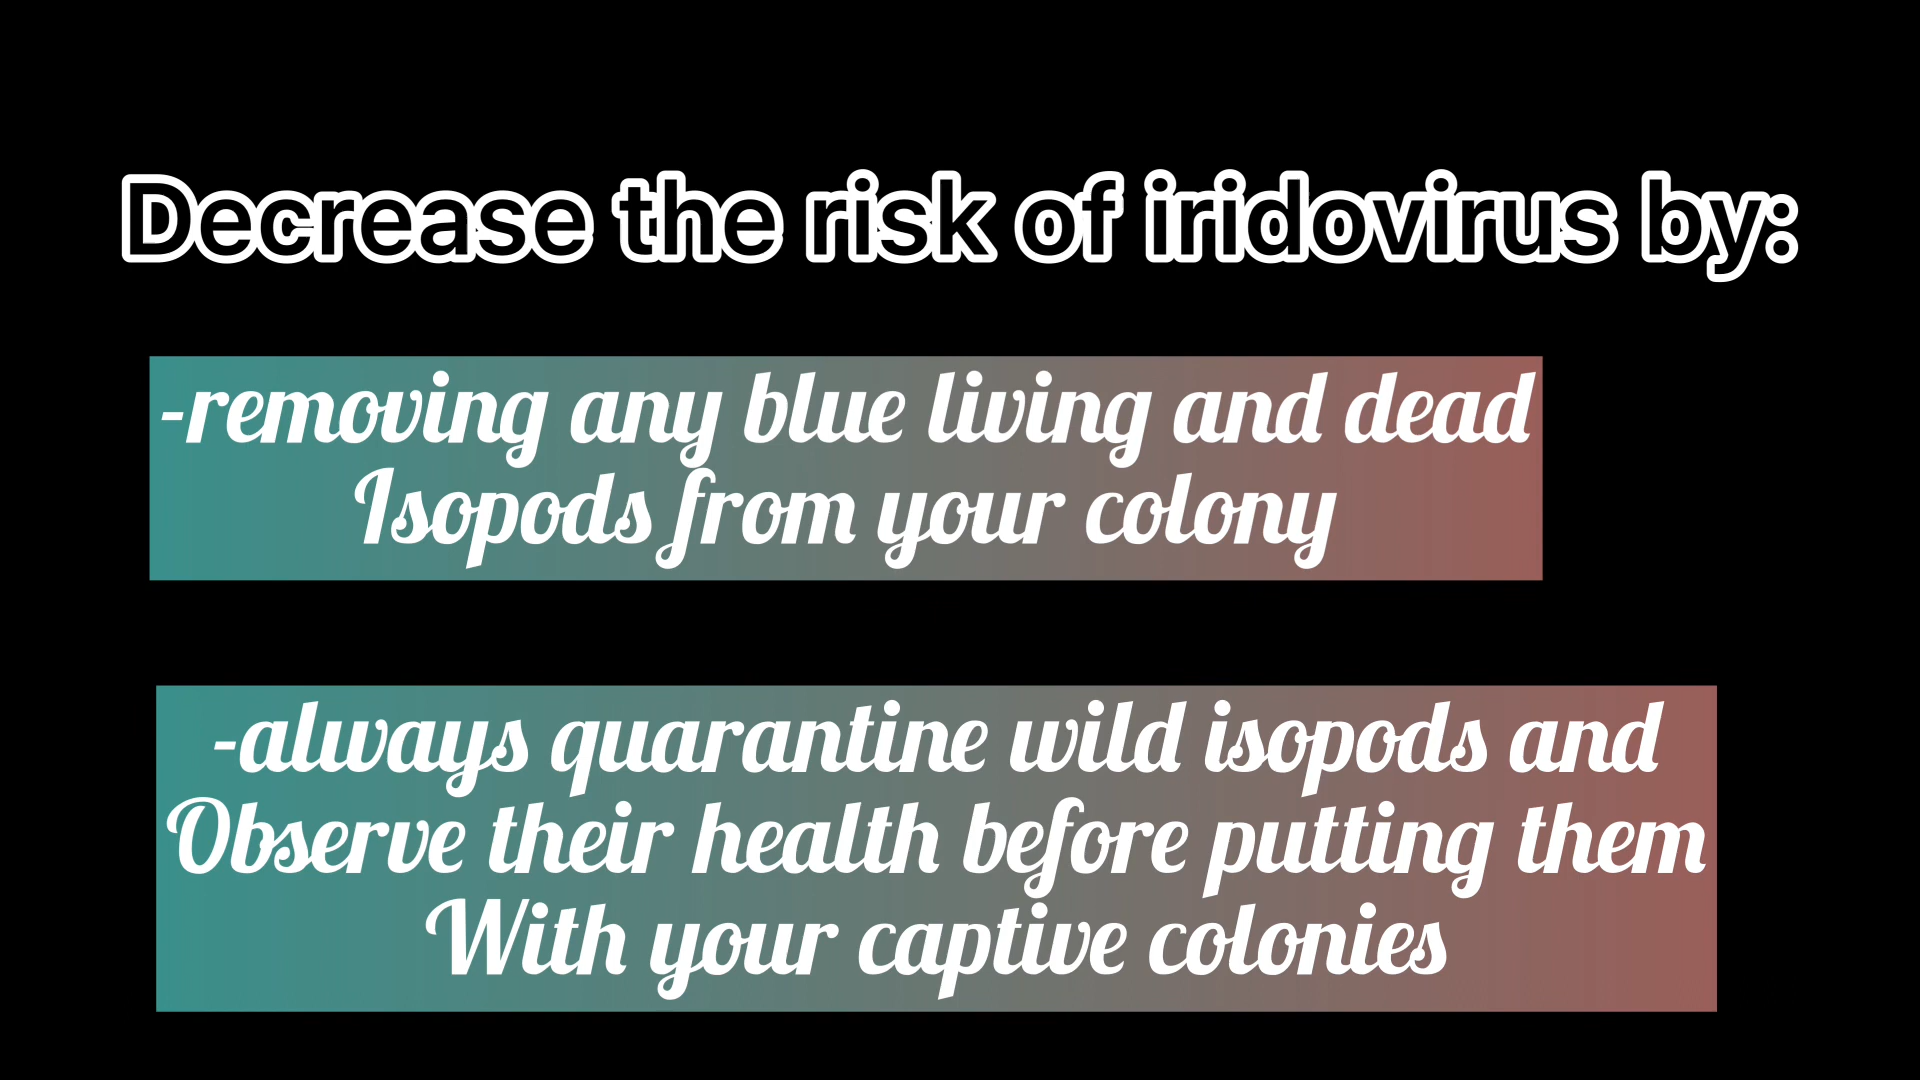 Decrease the risk of iridovirus by:
-removing any blue living and dead
Isopods from your colony
-always quarantine wild isopods and
Observe their health before putting them
With your captive colonies